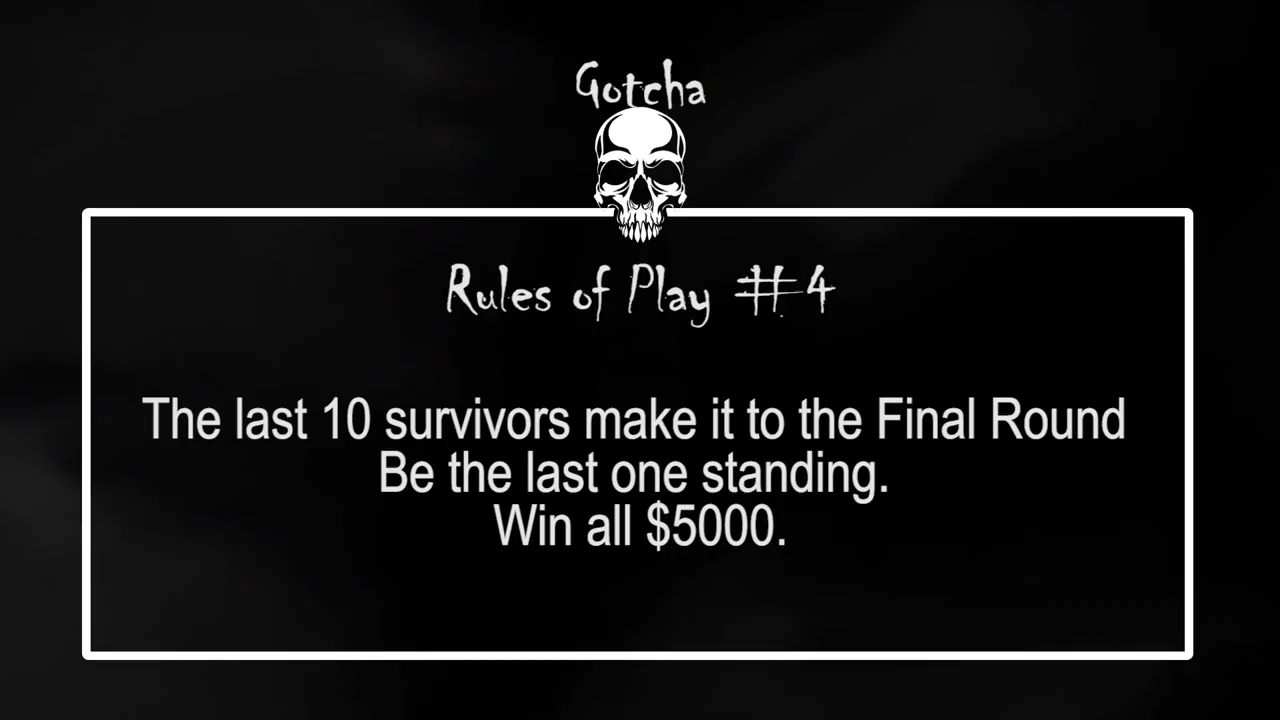 Gotcha
Rules of Play #4
The last 10 survivors make it to the Final Round
Be the last one standing.
Win all $5000.